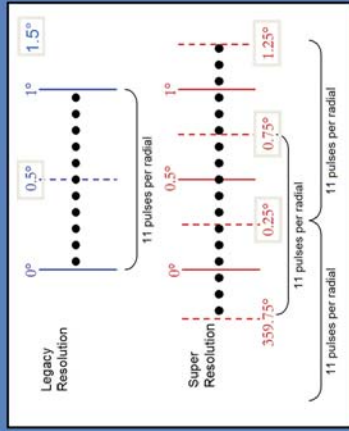 Legacy
Resolution
0°
0.5°
1°
1.5°
11 pulses per radial
Super
Resolution
0°
0.5°
1°
359.75°
0.25°
0.75°
1.25°
11 pulses per radial
11 pulses per radial
11 pulses per radial